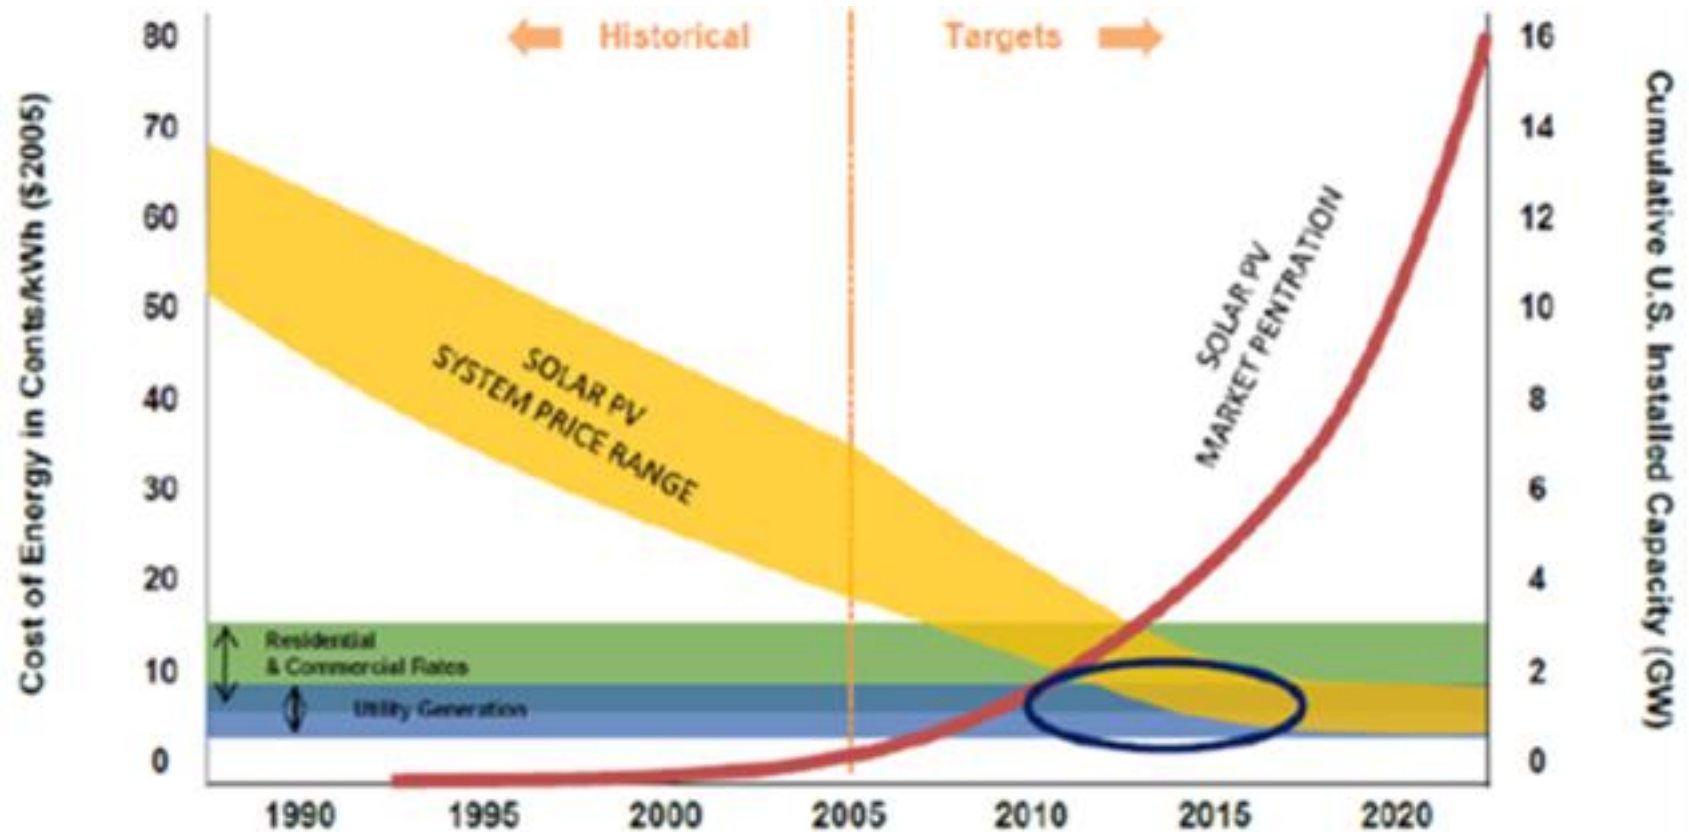 Historical
Targets
Cost of Energy in Conts/kWh ($2005)
80
70
60
50
40
30
20
10
0
SOLAR PV
SYSTEM PRICE RANGE
SOLAR PV
MARKET PENTRATION
Residential
& Commercial Rates
Utility Generation
16
14
12
10
8
6
4
2
0
Cumulative U.S. Installed Capacity (GW)
1990 1995 2000 2005 2010 2015 2020